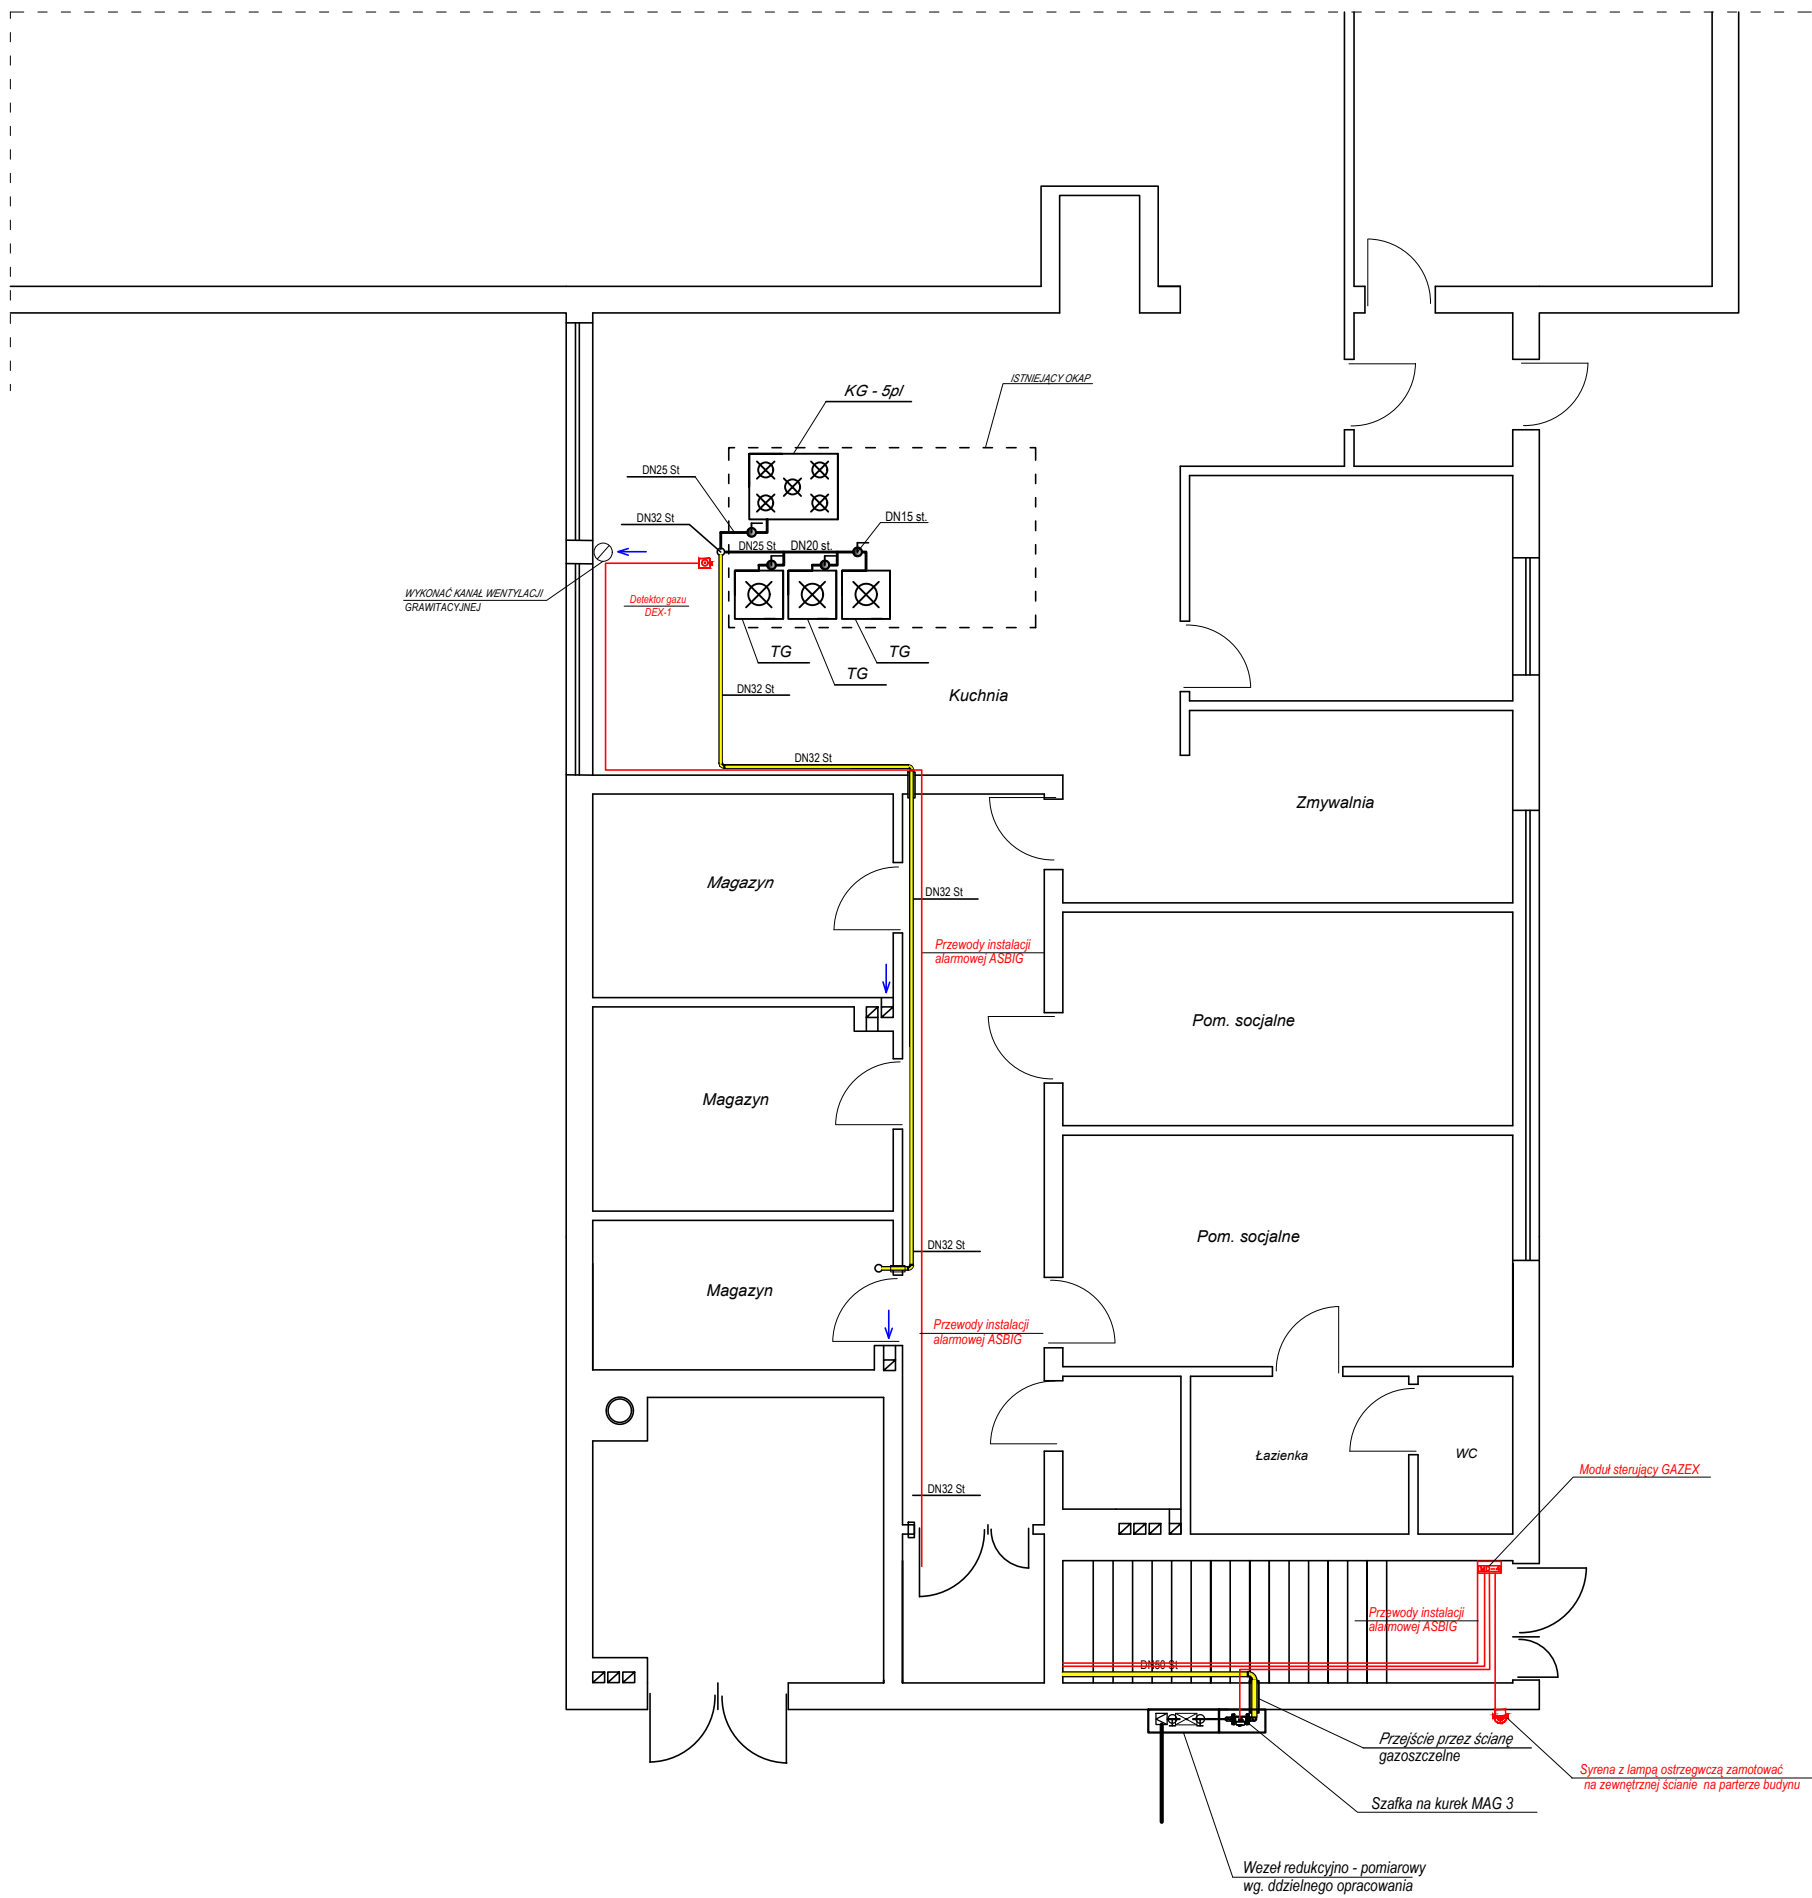 KG - 5pl
ISTNIEJĄCY OKAP
DN25 St
DN32 St
DN15 st.
DN25 St
DN20 st.
WYKONAĆ KANAŁ WENTYLACJI
GRAWITACYJNEJ
Detektor gazu
DEX-1
TG
TG
TG
DN32 St
Kuchnia
DN32 St
Zmywalnia
Magazyn
DN32 St
Przewody instalacji
alarmowej ASBIG
Pom. socjalne
Magazyn
Pom. socjalne
DN32 St
Magazyn
Przewody instalacji
alarmowej ASBIG
Łazienka
WC
Moduł sterujący GAZEX
DN32 St
Przewody instalacji
alarmowej ASBIG
DN50 St
Przejście przez ścianę
gazoszczelne
Syrena z lampą ostrzegwczą zamotować
na zewnętrznej ścianie na parterze budynu
Szafka na kurek MAG 3
Wezeł redukcyjno - pomiarowy
wg. ddzielnego opracowania